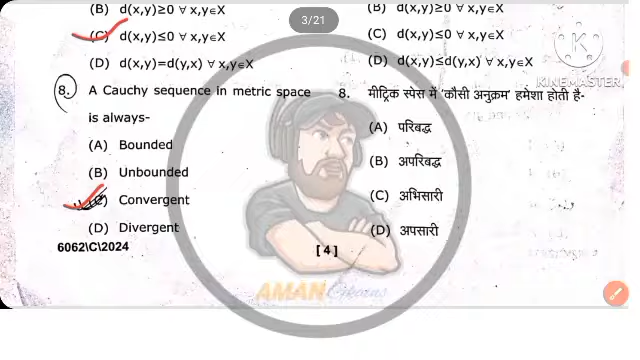 3/21
(B) d(x,y)≥0 ∀ x,y∈X
(C) d(x,y)≤0 ∀ x,y∈X
(D) d(x,y)=d(y,x) ∀ x,y∈X
8. A Cauchy sequence in metric space
is always-
(A) Bounded
(B) Unbounded
(C) Convergent
(D) Divergent
6062\C\2024
(B) d(x,y)≥0 ∀ x,y∈X
(C) d(x,y)≤0 ∀ x,y∈X
(D) d(x,y)≤d(y,x) ∀ x,y∈X
8. मीट्रिक स्पेस में 'कौसी अनुक्रम' हमेशा होती है-
(A) परिबद्ध
(B) अपरिबद्ध
(C) अभिसारी
(D) अपसारी
[4]
KINEMASTER
AMAN